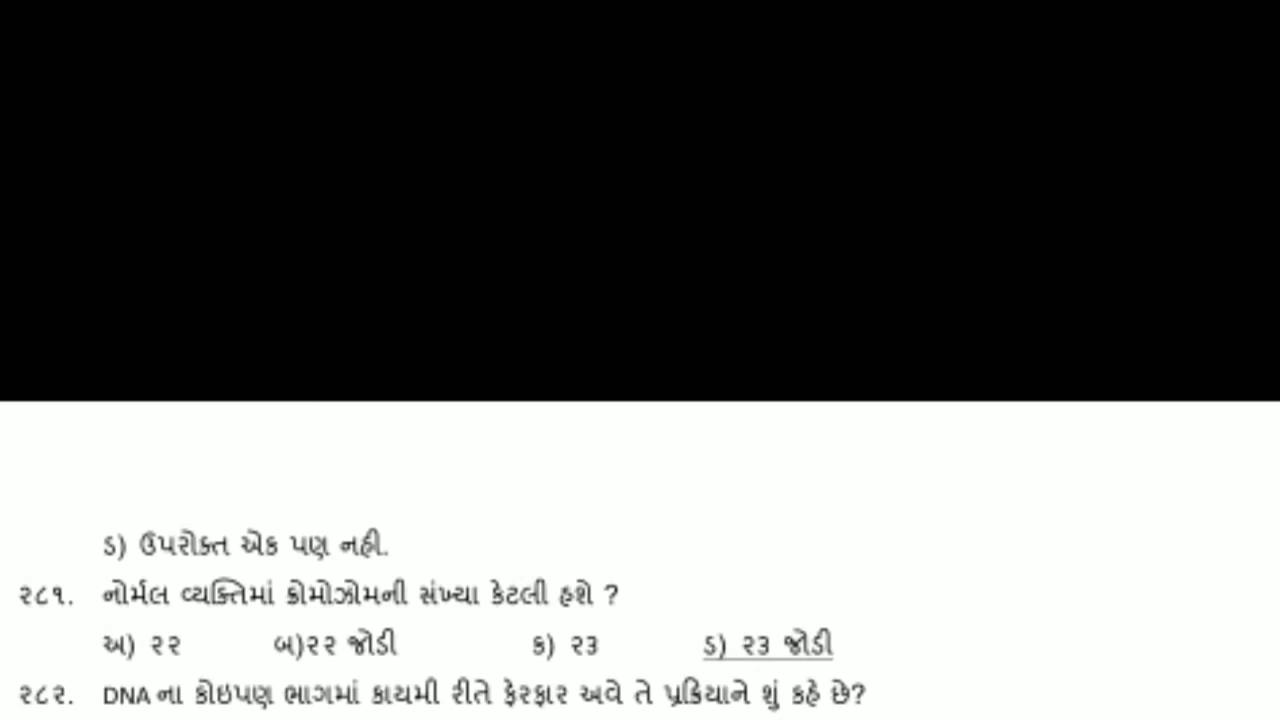 ડ) ઉપરોક્ત એક પણ નહી.
૨૮૧. નોર્મલ વ્યક્તિમાં ક્રોમોઝોમની સંખ્યા કેટલી હશે ?
અ) ૨૨ બ)૨૨ જોડી ક) ૨૩ ડ) ૨૩ જોડી
૨૮૨. DNA ના કોઇપણ ભાગમાં કાયમી રીતે ફેરફાર અવે તે પ્રક્રિયાને શું કહે છે?